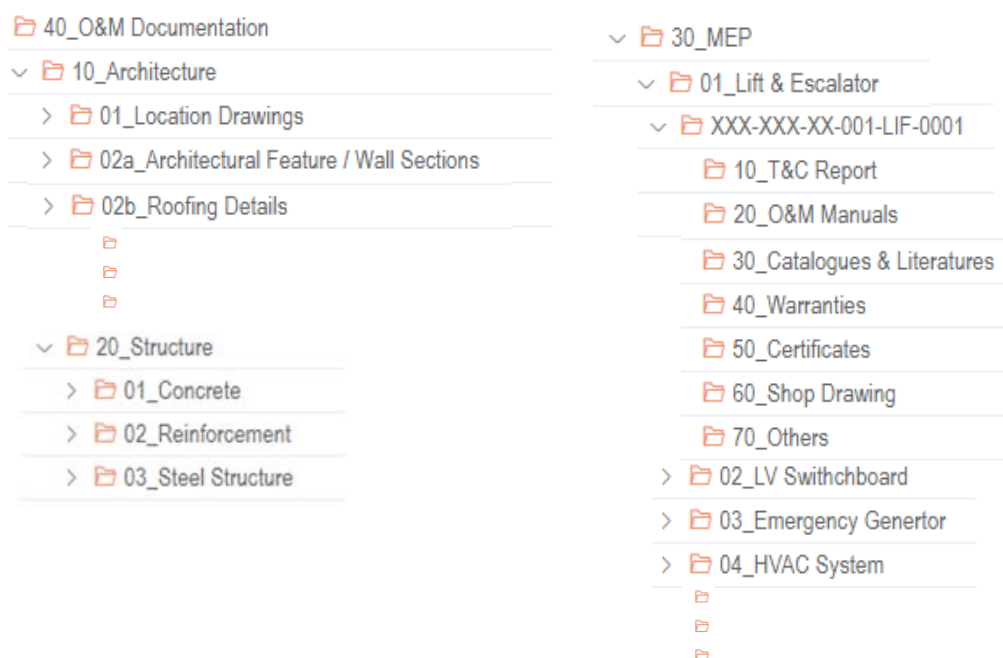 40_O&M Documentation
10_Architecture
01_Location Drawings
02a_Architectural Feature / Wall Sections
02b_Roofing Details
20_Structure
01_Concrete
02_Reinforcement
03_Steel Structure
30_MEP
01_Lift & Escalator
XXX-XXX-XX-001-LIF-0001
10_T&C Report
20_O&M Manuals
30_Catalogues & Literatures
40_Warranties
50_Certificates
60_Shop Drawing
70_Others
02_LV Swithchboard
03_Emergency Genertor
04_HVAC System